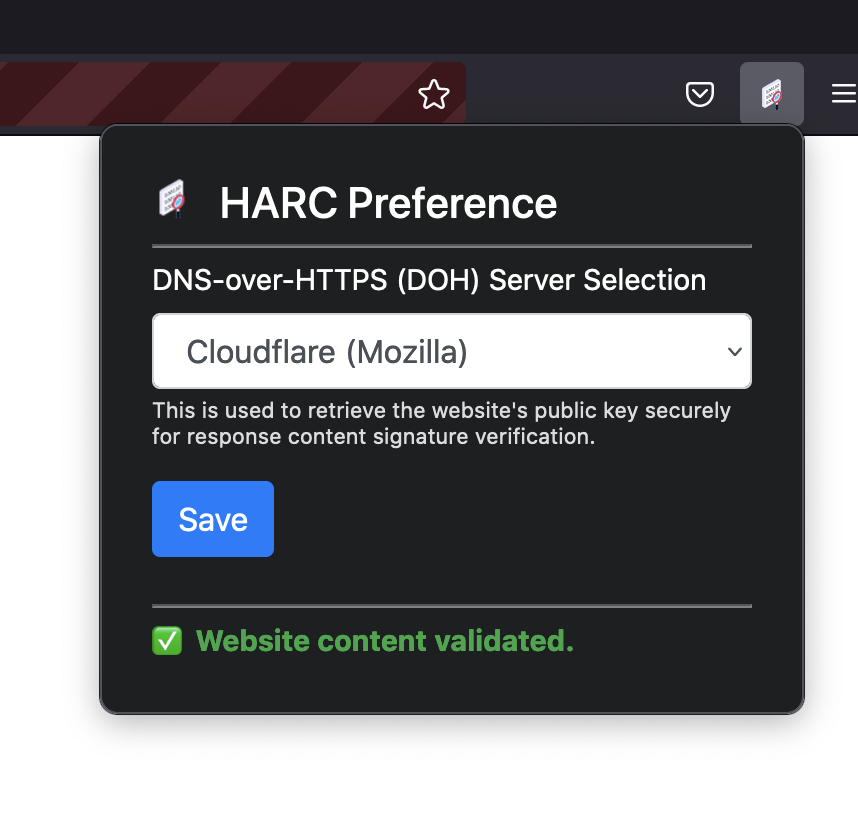 HARC Preference
DNS-over-HTTPS (DOH) Server Selection
Cloudflare (Mozilla)
This is used to retrieve the website's public key securely
for response content signature verification.
Save
✅ Website content validated.